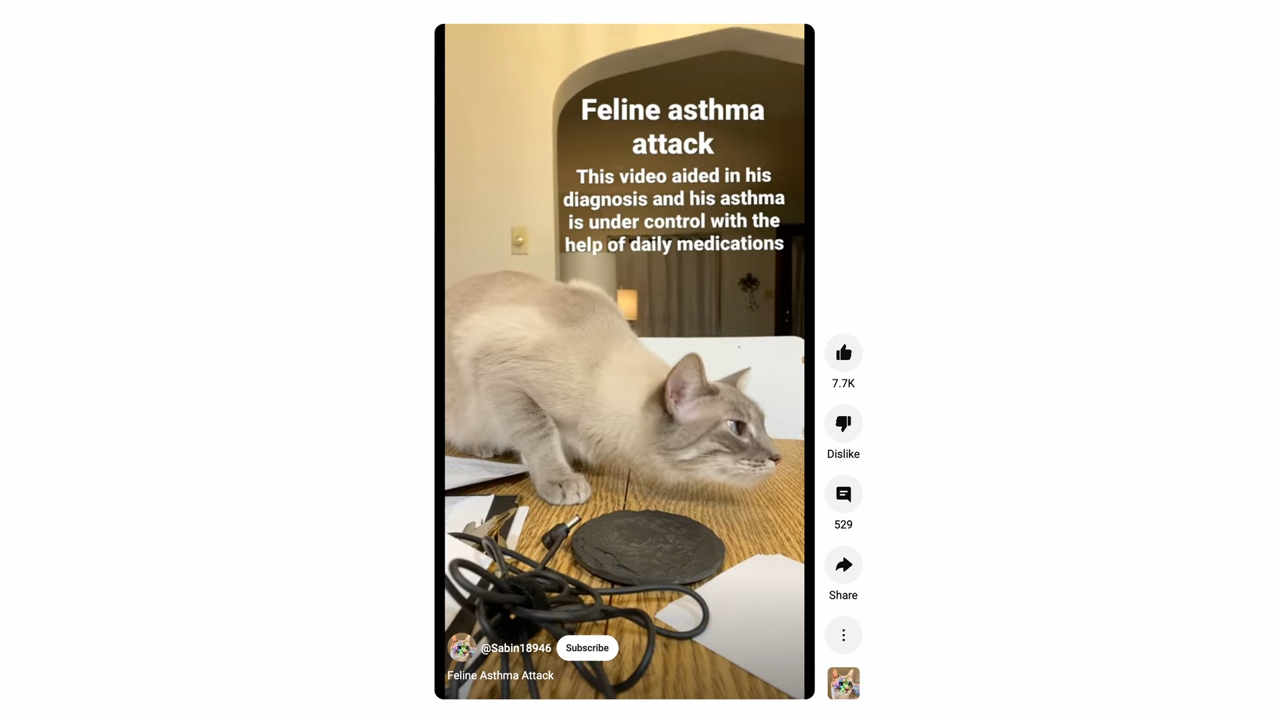 Feline asthma
attack
This video aided in his
diagnosis and his asthma
is under control with the
help of daily medications
7.7K
Dislike
529
Share
@Sabin18946 Subscribe
Feline Asthma Attack